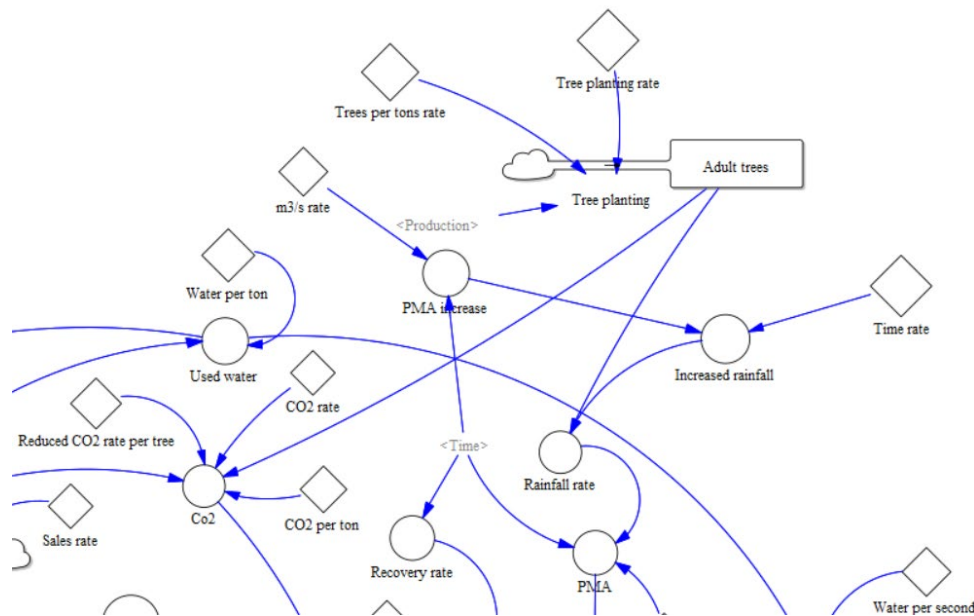 Tree planting rate
Trees per tons rate
Adult trees
m3/s rate
Tree planting
<Production>
Water per ton
PMA increase
Time rate
Used water
Increased rainfall
CO2 rate
Reduced CO2 rate per tree
<Time>
Rainfall rate
Co2
CO2 per ton
Sales rate
Recovery rate
PMA
Water per second